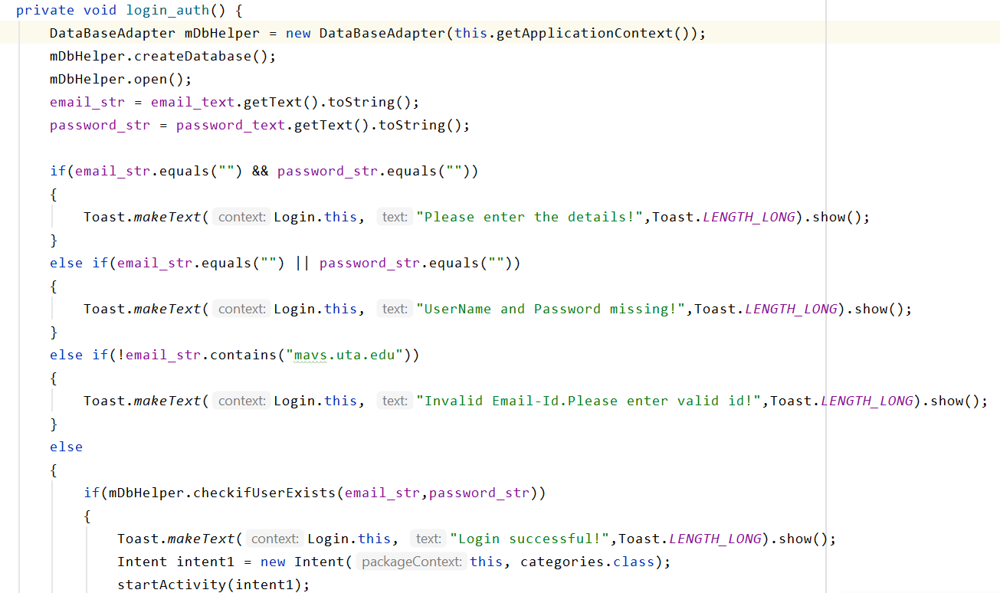 private void login_auth() {
    DataBaseAdapter mDbHelper = new DataBaseAdapter(this.getApplicationContext());
    mDbHelper.createDatabase();
    mDbHelper.open();
    email_str = email_text.getText().toString();
    password_str = password_text.getText().toString();

    if(email_str.equals("") && password_str.equals(""))
    {
        Toast.makeText( context: Login.this, text: "Please enter the details!",Toast.LENGTH_LONG).show();
    }
    else if(email_str.equals("") || password_str.equals(""))
    {
        Toast.makeText( context: Login.this, text: "UserName and Password missing!",Toast.LENGTH_LONG).show();
    }
    else if(!email_str.contains("mavs.uta.edu"))
    {
        Toast.makeText( context: Login.this, text: "Invalid Email-Id.Please enter valid id!",Toast.LENGTH_LONG).show();
    }
    else
    {
        if(mDbHelper.checkifUserExists(email_str,password_str))
        {
            Toast.makeText( context: Login.this, text: "Login successful!",Toast.LENGTH_LONG).show();
            Intent intent1 = new Intent( packageContext: this, categories.class);
            startActivity(intent1);